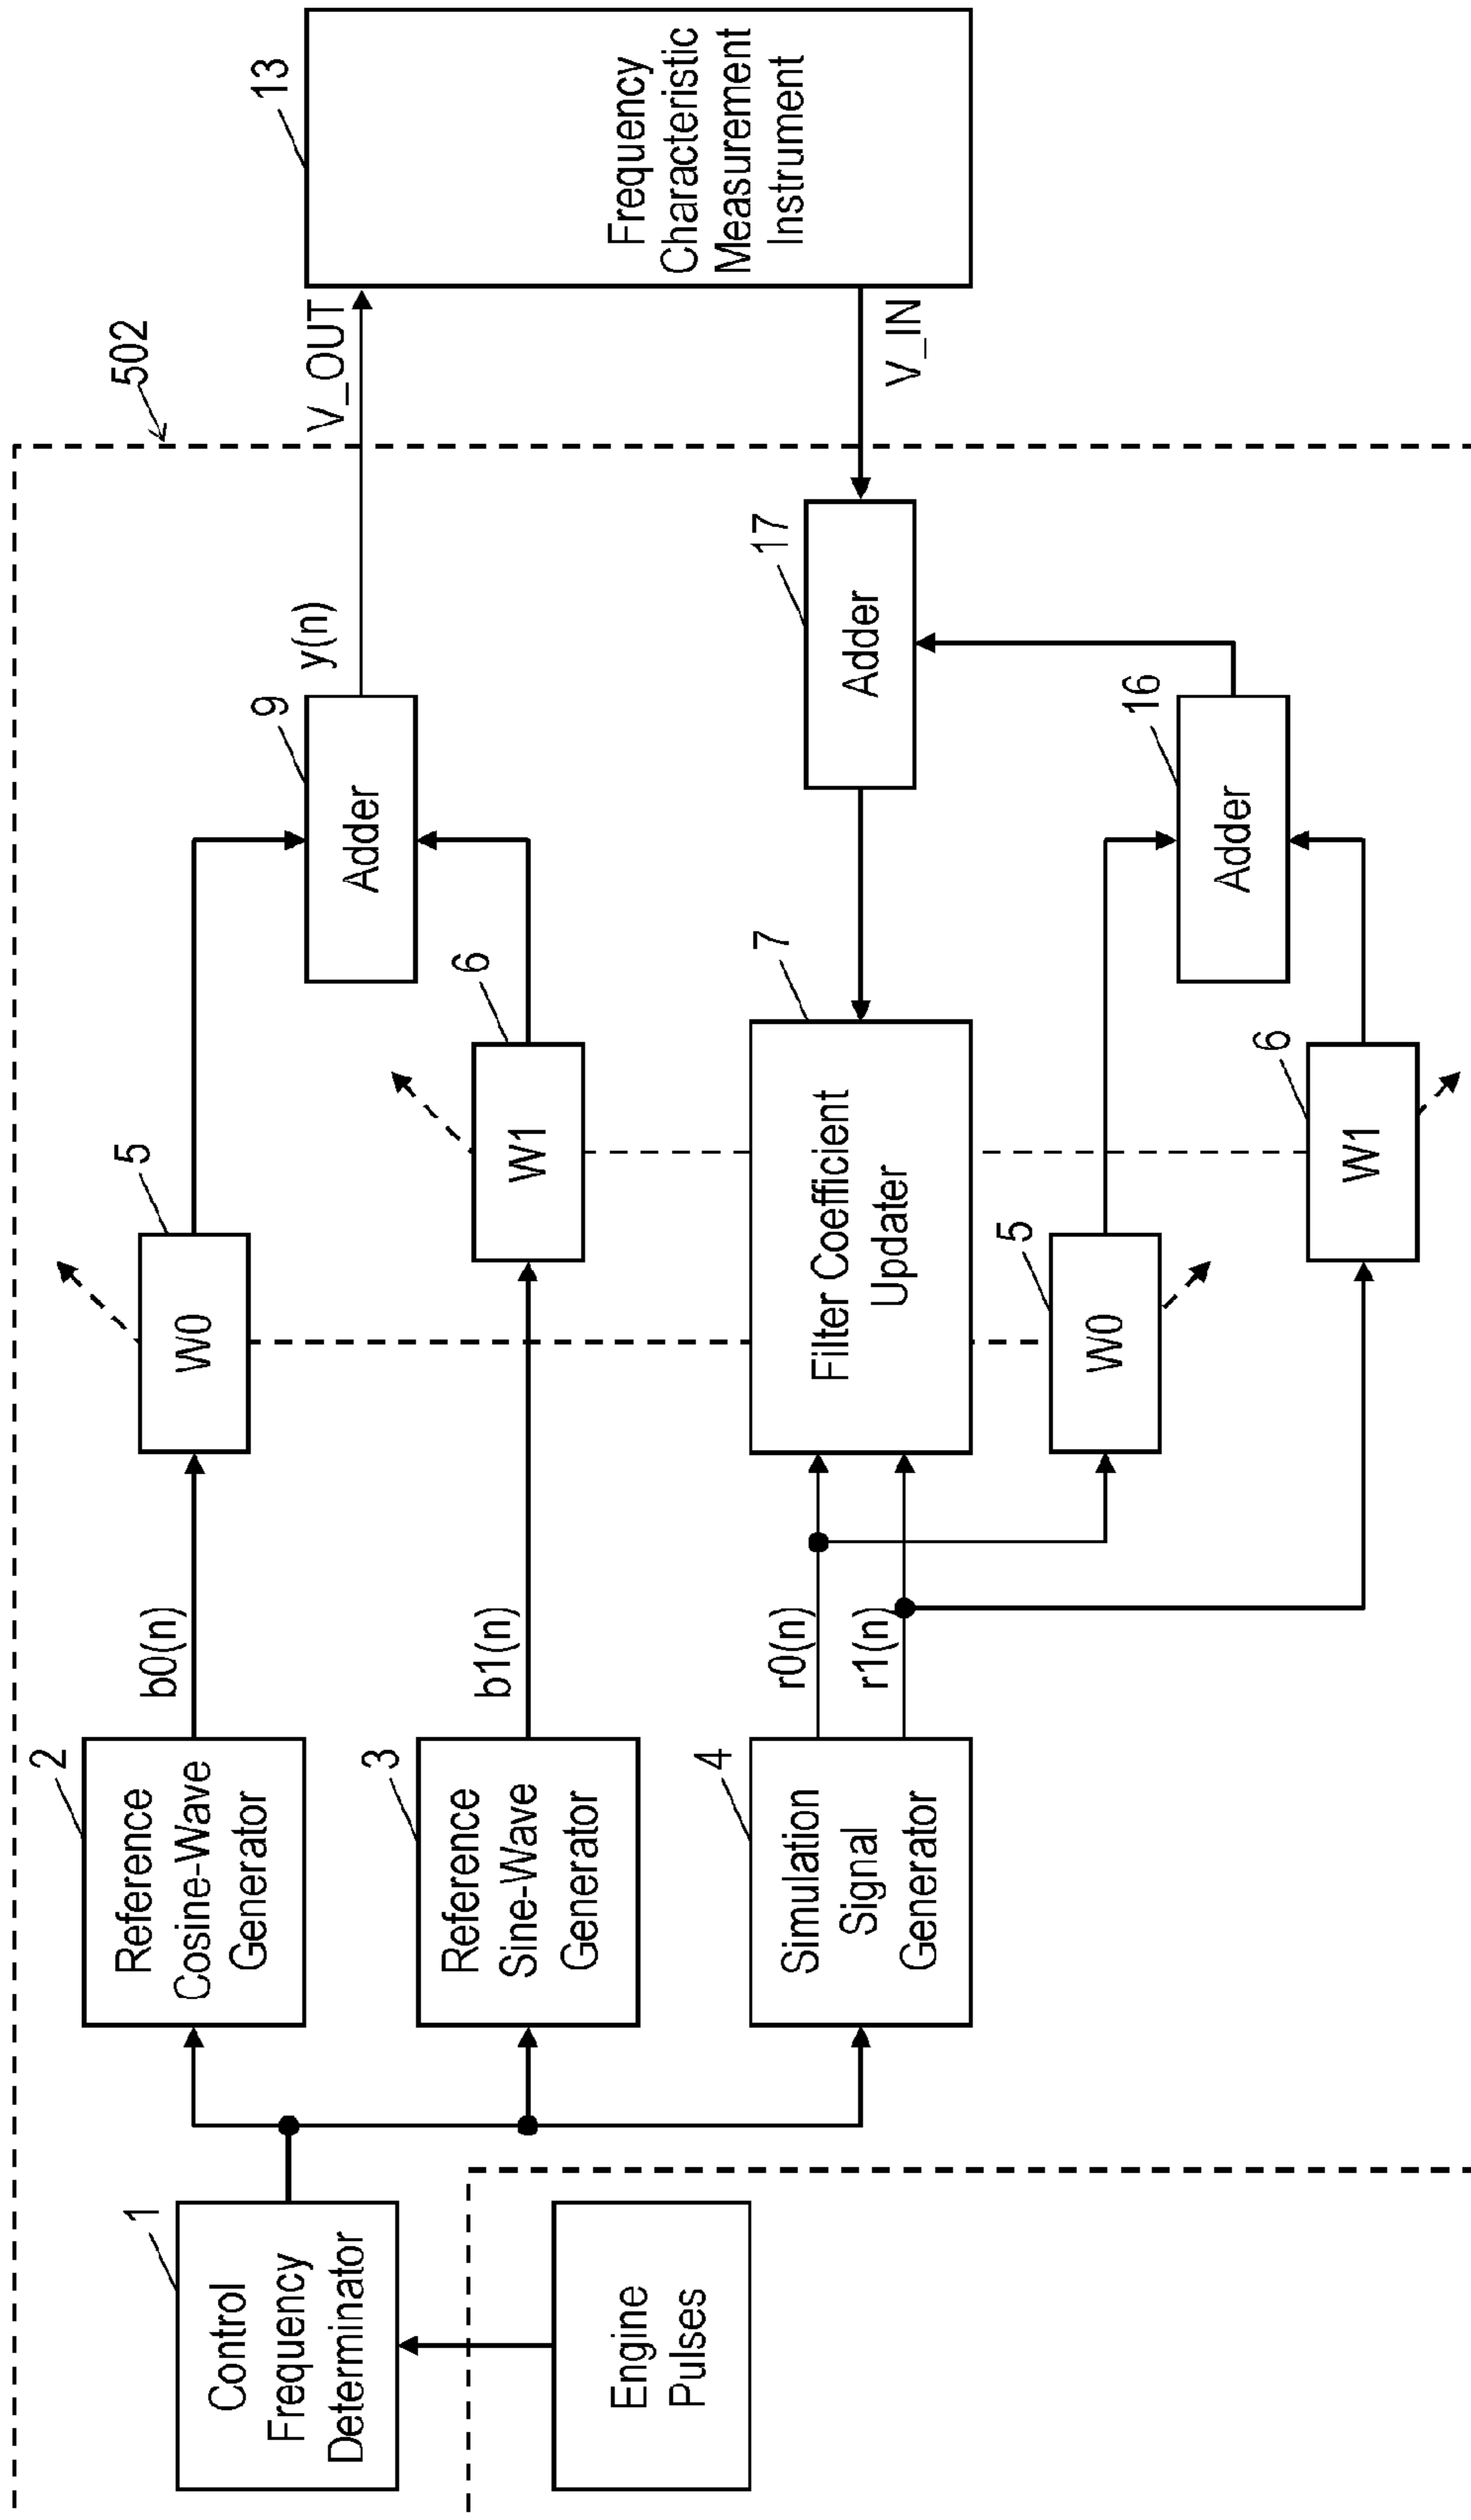 1
Control
Frequency
Determinator
Engine
Pulses
2
Reference
Cosine-Wave
Generator
b0(n)
5
W0
3
Reference
Sine-Wave
Generator
b1(n)
6
W1
9
Adder
y(n)
V_OUT
502
13
Frequency
Characteristic
Measurement
Instrument
4
Simulation
Signal
Generator
r0(n)
r1(n)
7
Filter Coefficient
Updater
17
Adder
V_IN
5
W0
6
W1
16
Adder